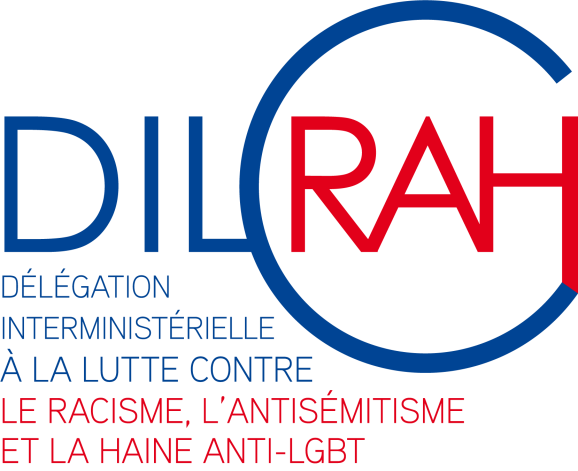 DILCRAH
DÉLÉGATION
INTERMINISTÉRIELLE
À LA LUTTE CONTRE
LE RACISME, L’ANTISÉMITISME
ET LA HAINE ANTI-LGBT